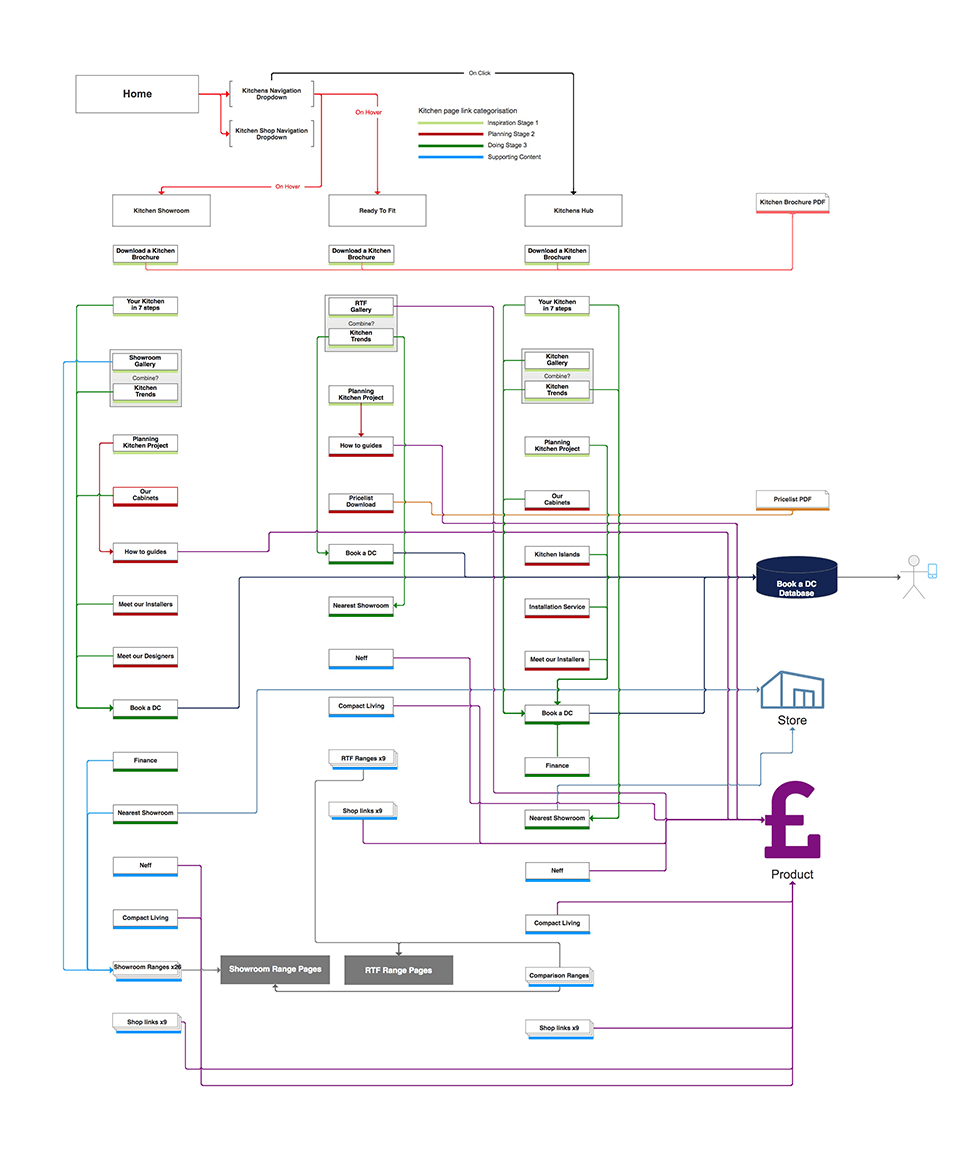 On Click
Home
Kitchens Navigation
Dropdown
Kitchen Shop Navigation
Dropdown
On Hover
On Hover
Kitchen page link categorisation
Inspiration Stage 1
Planning Stage 2
Doing Stage 3
Supporting Content
Kitchen Showroom
Ready To Fit
Kitchens Hub
Kitchen Brochure PDF
Download a Kitchen
Brochure
Download a Kitchen
Brochure
Download a Kitchen
Brochure
Your Kitchen
in 7 steps
Showroom
Gallery
Combine?
Kitchen
Trends
Planning
Kitchen Project
Our
Cabinets
How to guides
Meet our Installers
Meet our Designers
Book a DC
Finance
Nearest Showroom
Neff
Compact Living
Showroom Ranges x26
Shop links x9
RTF
Gallery
Combine?
Kitchen
Trends
Planning
Kitchen Project
How to guides
Pricelist
Download
Book a DC
Nearest Showroom
Neff
Compact Living
RTF Ranges x9
Shop links x9
Showroom Range Pages
RTF Range Pages
Your Kitchen
in 7 steps
Kitchen
Gallery
Combine?
Kitchen
Trends
Planning
Kitchen Project
Our
Cabinets
Kitchen Islands
Installation Service
Meet our Installers
Book a DC
Finance
Nearest Showroom
Neff
Compact Living
Comparison Ranges
Shop links x9
Pricelist PDF
Book a DC
Database
Store
£
Product